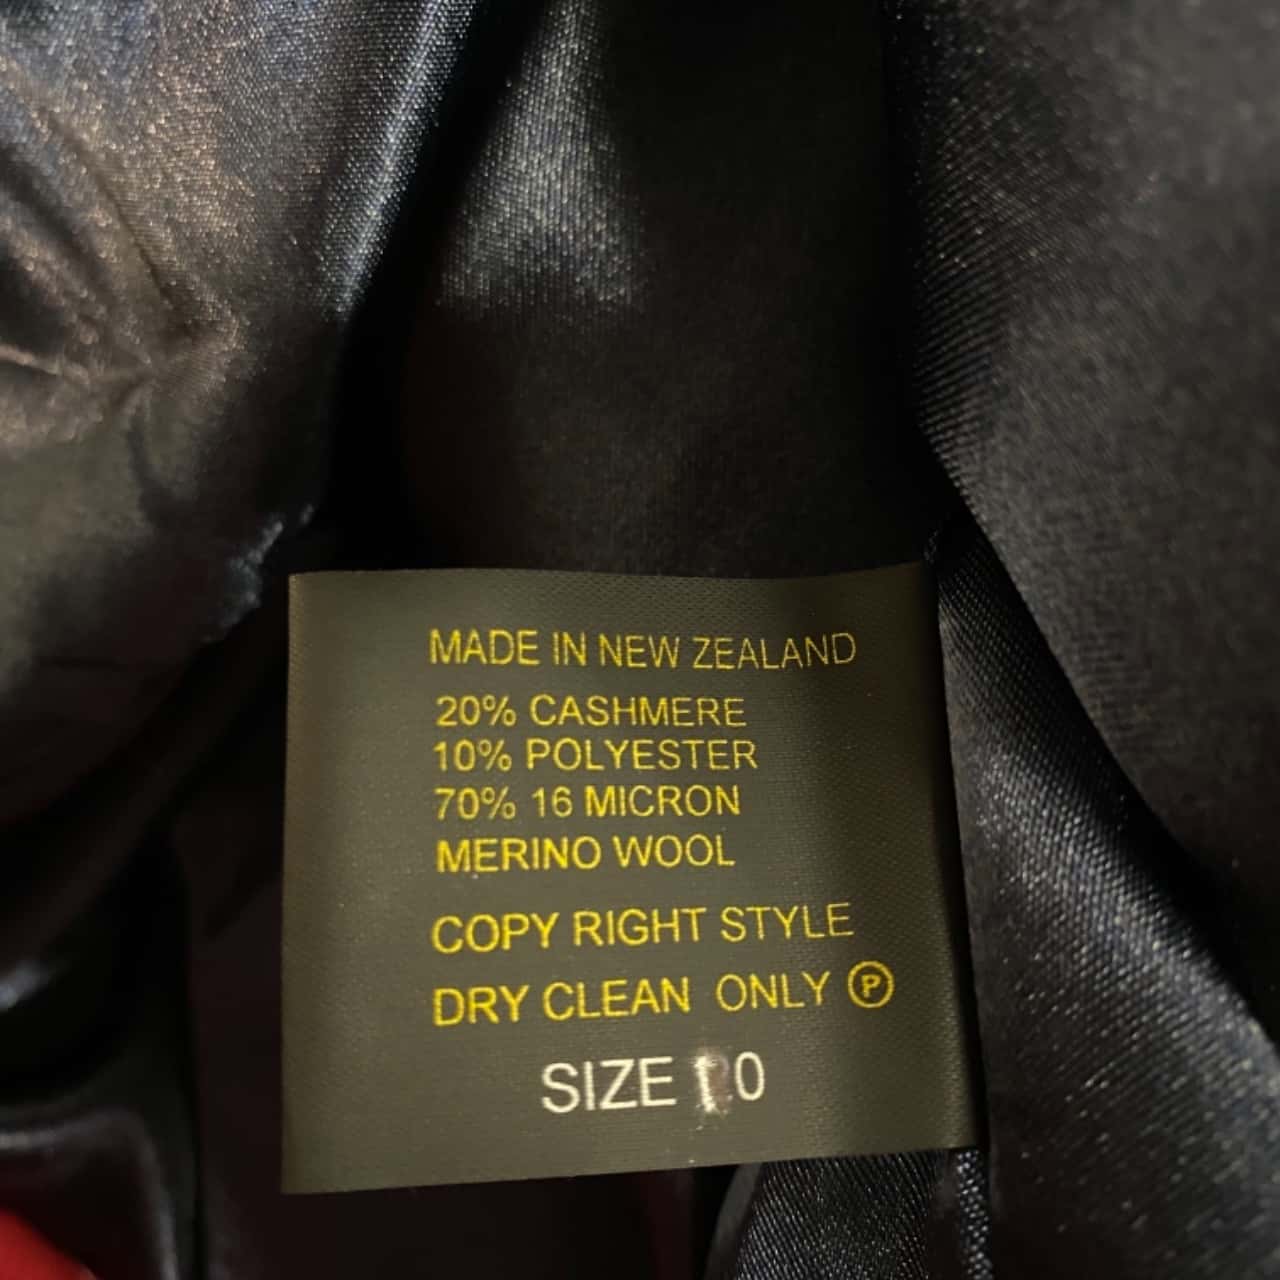 MADE IN NEW ZEALAND
20% CASHMERE
10% POLYESTER
70% 16 MICRON
MERINO WOOL
COPY RIGHT STYLE
DRY CLEAN ONLY Ⓟ
SIZE